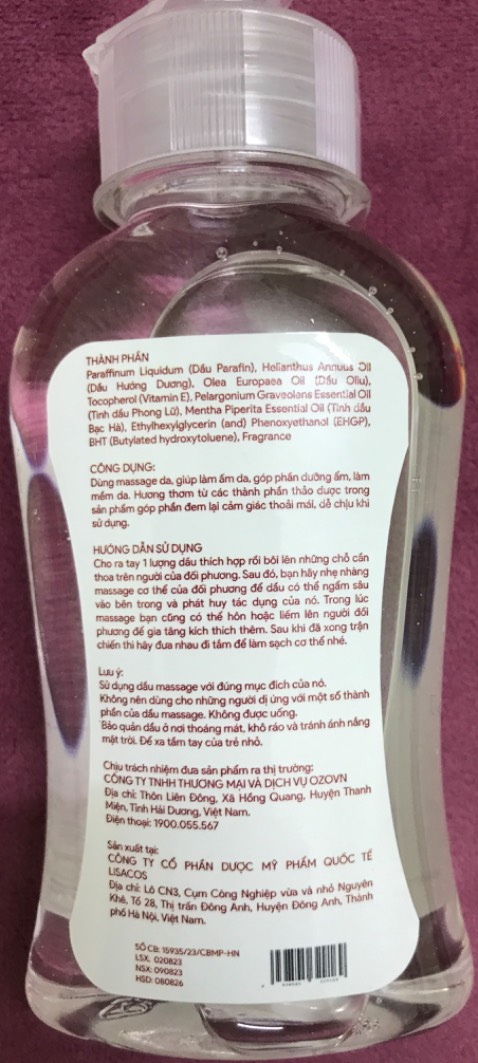 THÀNH PHẦN
Paraffinum Liquidum (Dầu Parafin), Helianthus Annuus Oil
(Dầu Hướng Dương), Olea Europaea Oil (Dầu Oliu),
Tocopherol (Vitamin E), Pelargonium Graveolens Essential Oil
(Tinh dầu Phong Lữ), Mentha Piperita Essential Oil (Tinh dầu
Bạc Hà), Ethylhexylglycerin (and) Phenoxyethanol (EHGP),
BHT (Butylated hydroxytoluene), Fragrance
CÔNG DỤNG:
Dùng massage da, giúp làm ấm da, góp phần dưỡng ẩm, làm
mềm da. Hương thơm từ các thành phần thảo dược trong
sản phẩm góp phần đem lại cảm giác thoải mái, dễ chịu khi
sử dụng.
HƯỚNG DẪN SỬ DỤNG
Cho ra tay 1 lượng dầu thích hợp rồi bôi lên những chỗ cần
thoa trên người của đối phương. Sau đó, bạn hãy nhẹ nhàng
massage cơ thể của đối phương để dầu có thể ngấm sâu
vào bên trong và phát huy tác dụng của nó. Trong lúc
massage bạn cũng có thể hôn hoặc liếm lên người đối
phương để gia tăng kích thích thêm. Sau khi đã xong trận
chiến thì hãy đưa nhau đi tắm để làm sạch cơ thể nhé.
Lưu ý:
Sử dụng dầu massage với đúng mục đích của nó.
Không nên dùng cho những người dị ứng với một số thành
phần của dầu massage. Không được uống.
Bảo quản dầu ở nơi thoáng mát, khô ráo và tránh ánh nắng
mặt trời. Để xa tầm tay của trẻ nhỏ.
Chịu trách nhiệm đưa sản phẩm ra thị trường:
CÔNG TY TNHH THƯƠNG MẠI VÀ DỊCH VỤ OZOVN
Địa chỉ: Thôn Liên Đông, Xã Hồng Quang, Huyện Thanh
Miện, Tỉnh Hải Dương, Việt Nam.
Điện thoại: 1900.055.567
Sản xuất tại:
CÔNG TY CỔ PHẦN DƯỢC MỸ PHẨM QUỐC TẾ
LISACOS
Địa chỉ: Lô CN3, Cụm Công Nghiệp vừa và nhỏ Nguyên
Khê, Tổ 28, Thị trấn Đông Anh, Huyện Đông Anh, Thành
phố Hà Nội, Việt Nam.
SỐ CB: 15935/23/CBMP-HN
LSX: 020823
NSX: 090823
HSD: 080826